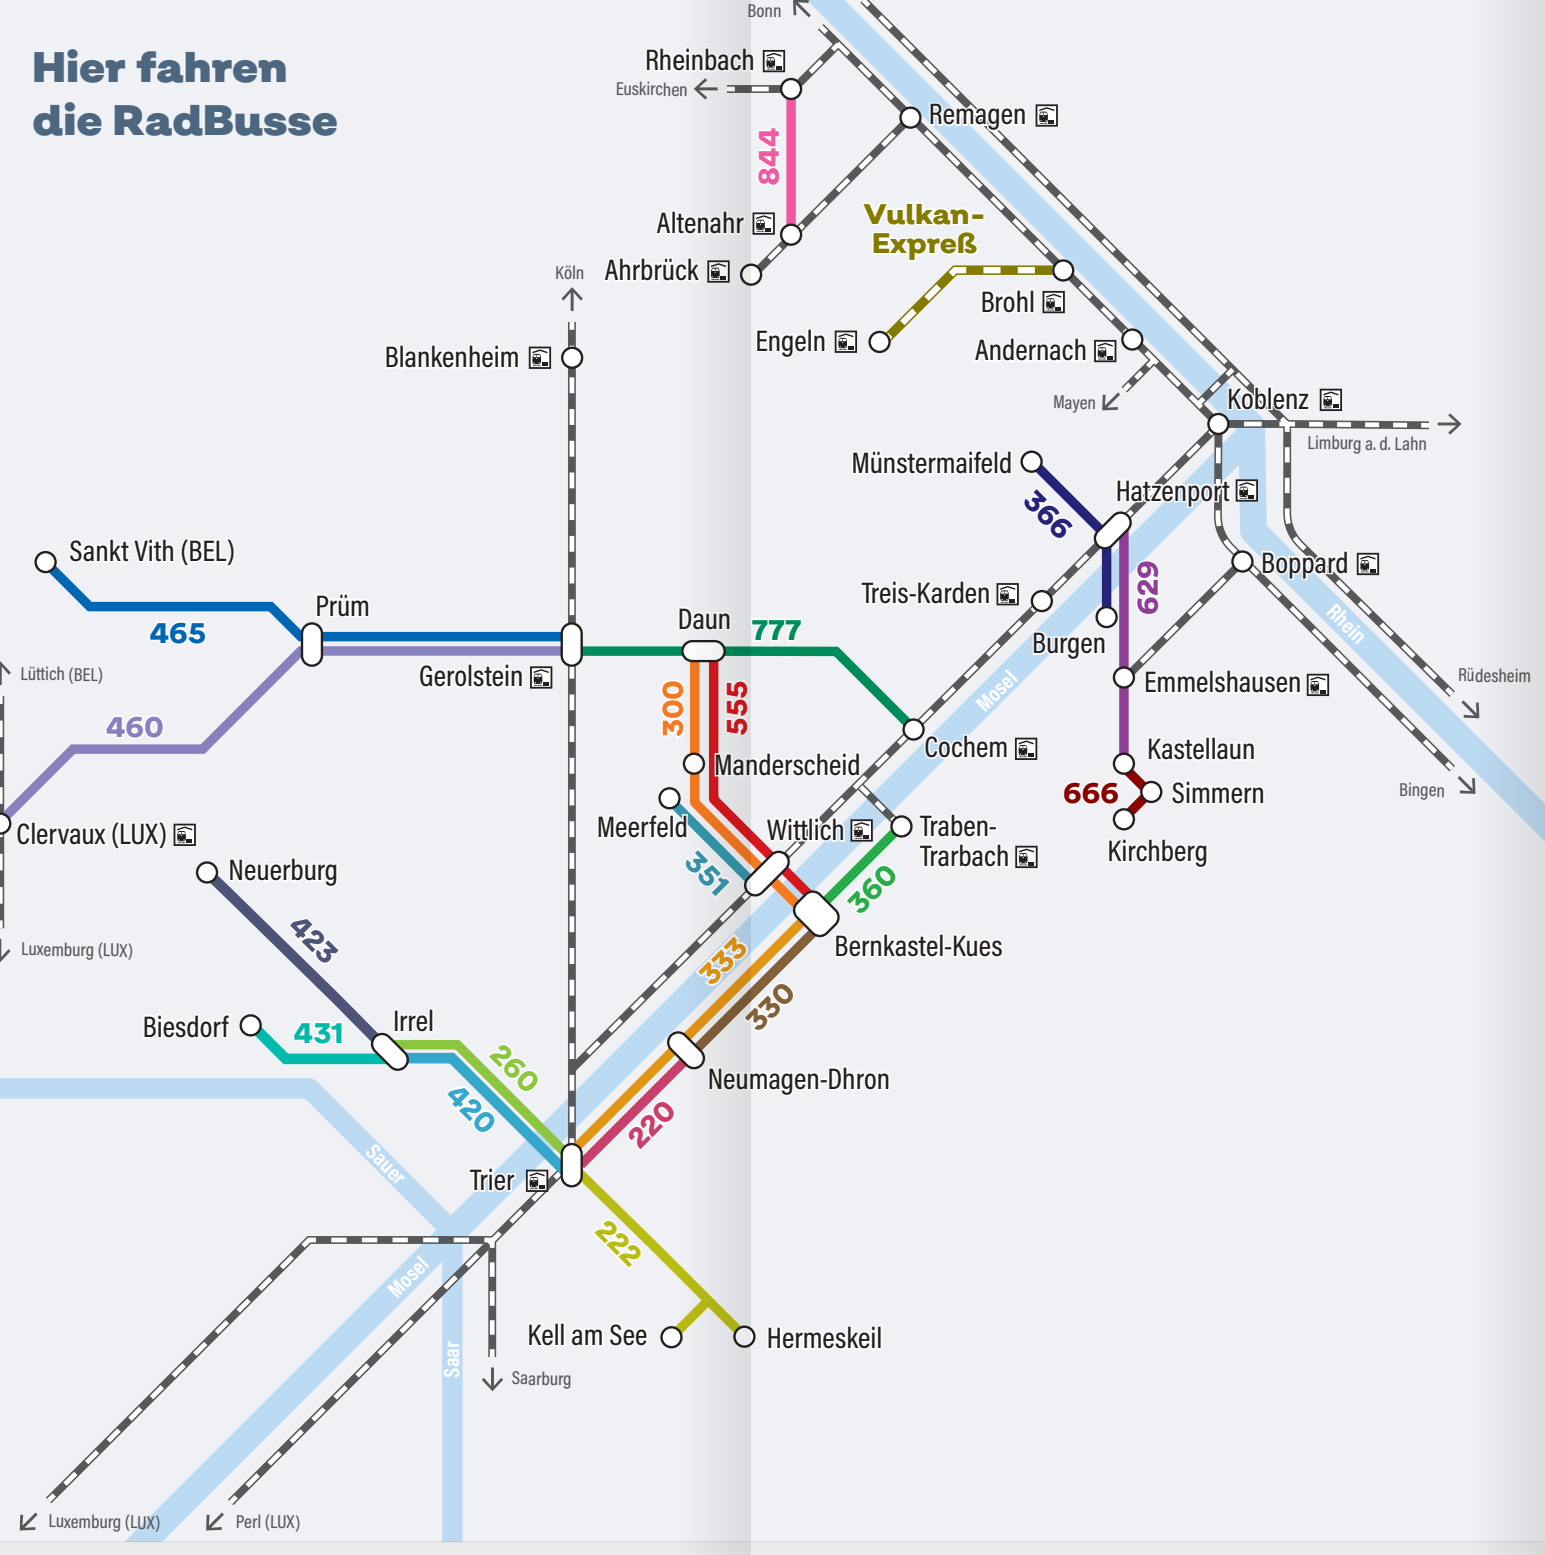 Hier fahren
die RadBusse
Bonn
Rheinbach
Euskirchen
Remagen
844
Altenahr
Vulkan-
Expreß
Ahrbrück
Köln
Brohl
Engeln
Andernach
Blankenheim
Mayen
Koblenz
Limburg a. d. Lahn
Münstermaifeld
Hatzenport
366
Sankt Vith (BEL)
Boppard
629
Treis-Karden
Prüm
Daun
777
Rhein
465
Burgen
Lüttich (BEL)
Gerolstein
Rüdesheim
Emmelshausen
Mosel
300
555
460
Cochem
Kastellaun
Manderscheid
666
Simmern
Bingen
Clervaux (LUX)
Meerfeld
Wittlich
Traben-
Trarbach
Kirchberg
Neuerburg
351
360
423
Luxemburg (LUX)
Bernkastel-Kues
333
330
Irrel
Biesdorf
431
260
420
Neumagen-Dhron
220
Sauer
Trier
222
Mosel
Kell am See
Hermeskeil
Saar
Saarburg
Luxemburg (LUX)
Perl (LUX)